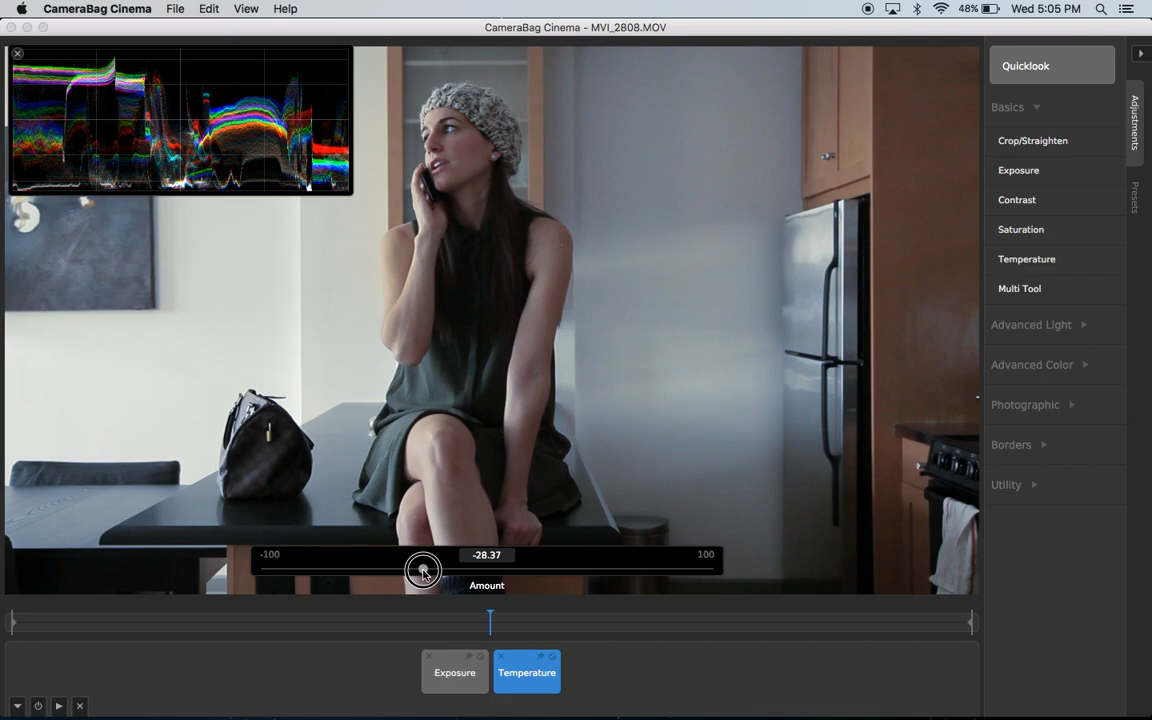 CameraBag Cinema File Edit View Help 48% Wed 5:05 PM
CameraBag Cinema - MVI_2808.MOV
Quicklook
Basics
Crop/Straighten
Exposure
Contrast
Saturation
Temperature
Multi Tool
Advanced Light
Advanced Color
Photographic
Borders
Utility
Adjustments
Presets
-100 -28.37 100
Amount
Exposure Temperature